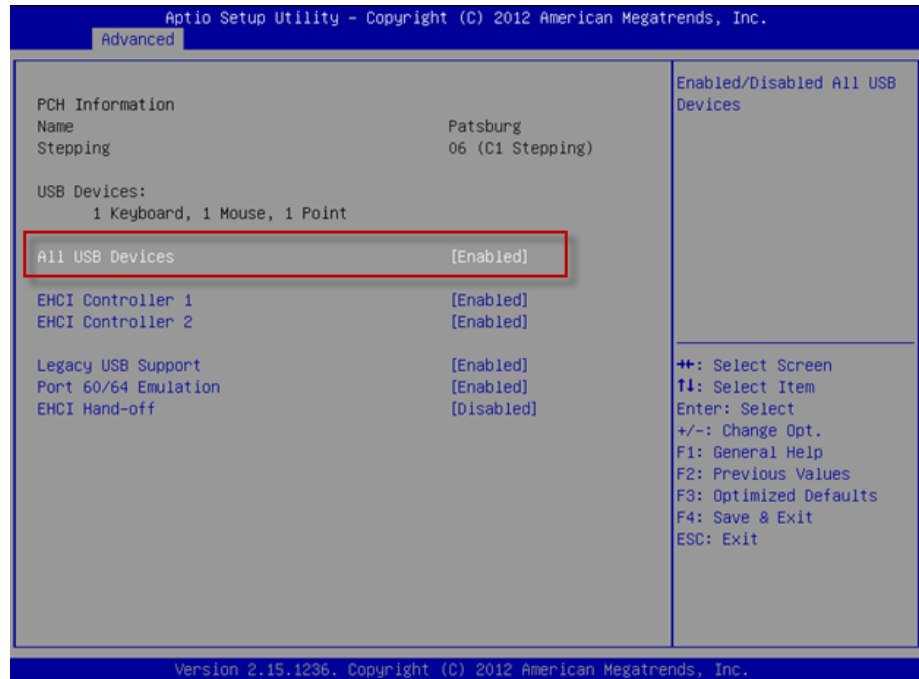 Aptio Setup Utility – Copyright (C) 2012 American Megatrends, Inc.
Advanced
PCH Information
Name Patsburg
Stepping 06 (C1 Stepping)
USB Devices:
1 Keyboard, 1 Mouse, 1 Point
All USB Devices [Enabled]
EHCI Controller 1 [Enabled]
EHCI Controller 2 [Enabled]
Legacy USB Support [Enabled]
Port 60/64 Emulation [Enabled]
EHCI Hand-off [Disabled]
Enabled/Disabled All USB
Devices
→←: Select Screen
↑↓: Select Item
Enter: Select
+/-: Change Opt.
F1: General Help
F2: Previous Values
F3: Optimized Defaults
F4: Save & Exit
ESC: Exit
Version 2.15.1236. Copyright (C) 2012 American Megatrends, Inc.